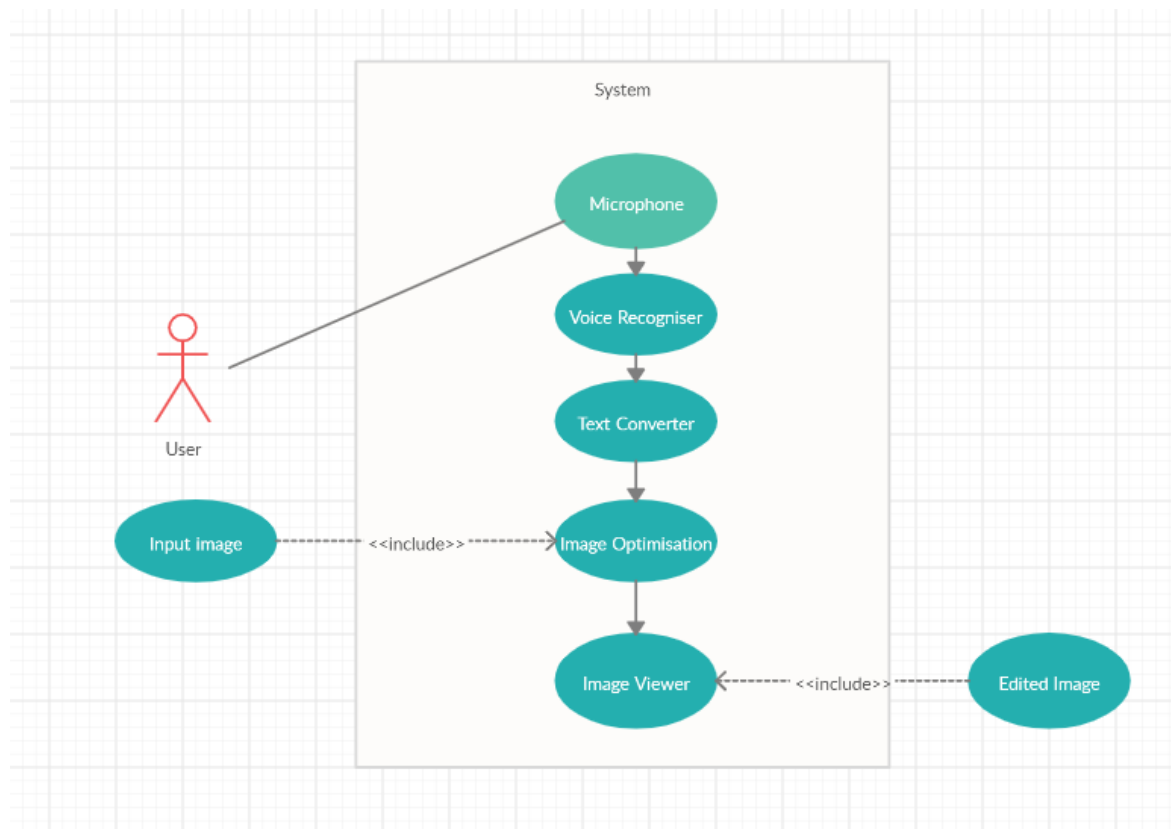 System
Microphone
Voice Recogniser
Text Converter
User
Input image
<<include>>
Image Optimisation
Image Viewer
<<include>>
Edited Image